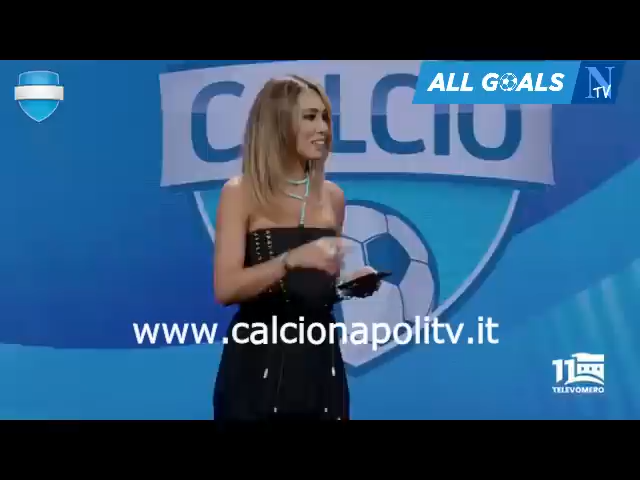 ALL GOALS
N
TV
CALCIO
www.calcionapolitv.it
11
TELEVOMERO